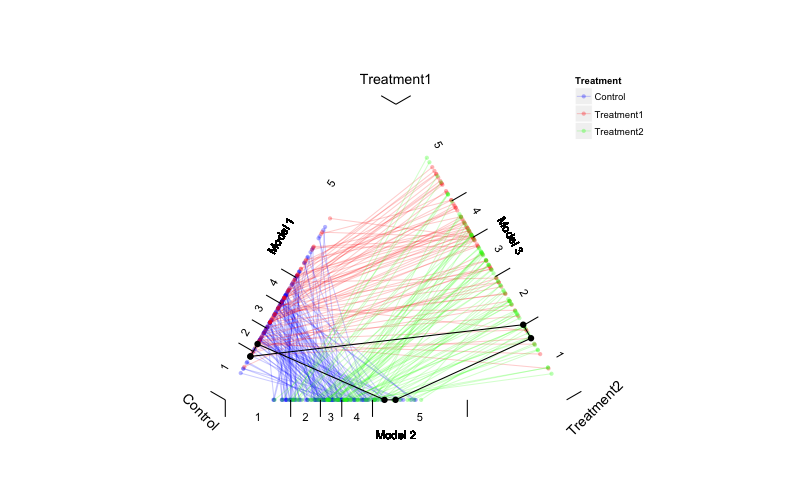 Treatment1
Treatment
Control
Treatment1
Treatment2
5
5
4
Model 1
Model 3
3
4
2
3
2
1
1
Control
Treatment2
1 2 3 4 5
Model 2